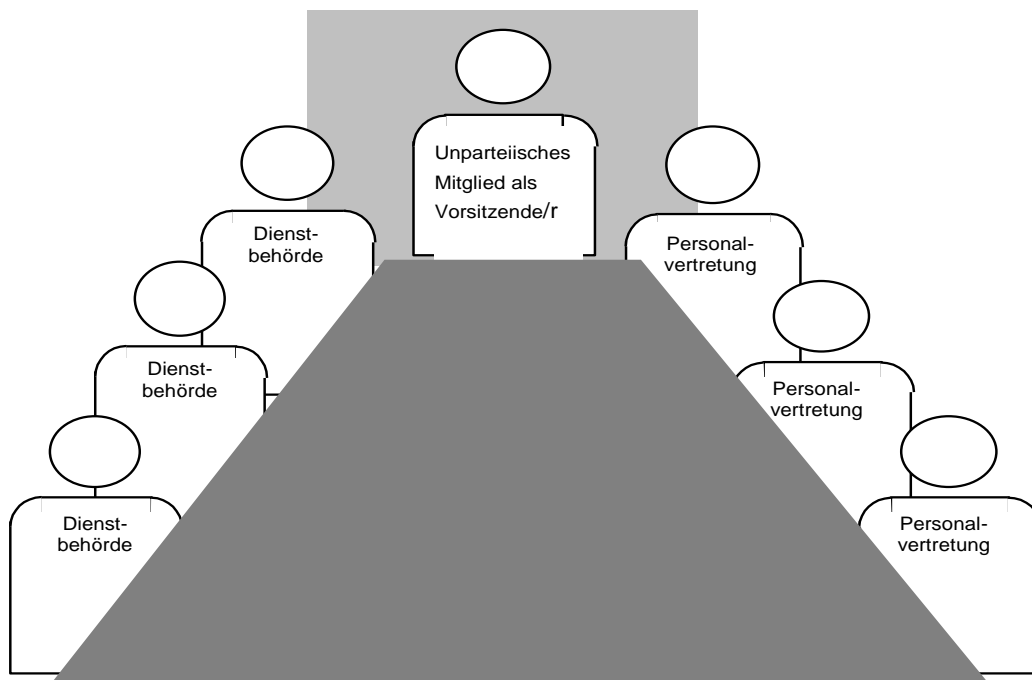 Unparteiisches
Mitglied als
Vorsitzende/r
Dienst-
behörde
Personal-
vertretung
Dienst-
behörde
Personal-
vertretung
Dienst-
behörde
Personal-
vertretung